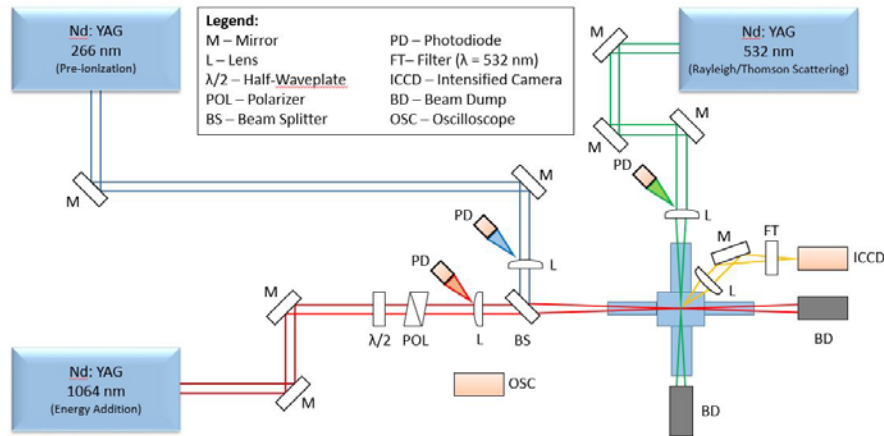 Nd: YAG
266 nm
(Pre-ionization)
Legend:
M – Mirror
L – Lens
λ/2 – Half-Waveplate
POL – Polarizer
BS – Beam Splitter
PD – Photodiode
FT– Filter (λ = 532 nm)
ICCD – Intensified Camera
BD – Beam Dump
OSC – Oscilloscope
Nd: YAG
532 nm
(Rayleigh/Thomson Scattering)
M
M
M
PD
L
M
M
PD
L
M
FT
ICCD
L
PD
M
λ/2
POL
L
BS
BD
M
OSC
BD
Nd: YAG
1064 nm
(Energy Addition)